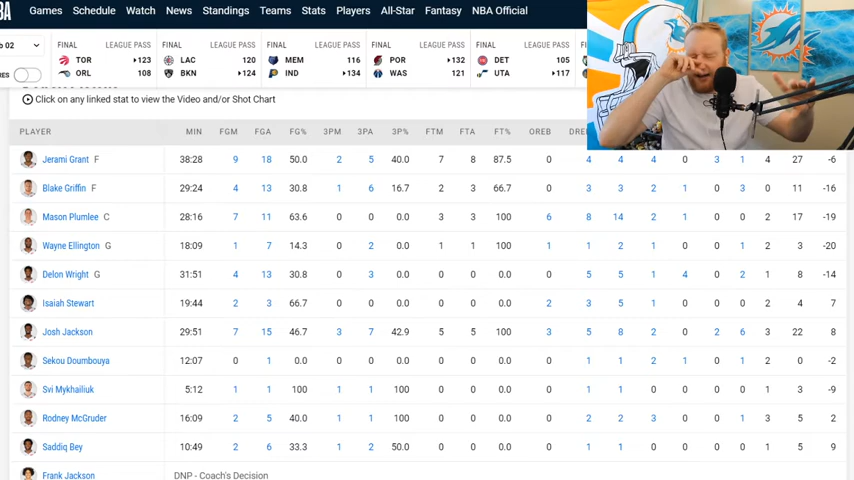 BA Games Schedule Watch News Standings Teams Stats Players All-Star Fantasy NBA Official
b 02 FINAL LEAGUE PASS FINAL LEAGUE PASS FINAL LEAGUE PASS FINAL LEAGUE PASS FINAL LEAGUE PASS FINAL
TOR 123 LAC 120 MEM 116 POR 132 DET 105
RES ORL 108 BKN 124 IND 134 WAS 121 UTA 117
Click on any linked stat to view the Video and/or Shot Chart
PLAYER MIN FGM FGA FG% 3PM 3PA 3P% FTM FTA FT% OREB DRE
Jerami Grant F 38:28 9 18 50.0 2 5 40.0 7 8 87.5 0 4 4 4 0 3 1 4 27 -6
Blake Griffin F 29:24 4 13 30.8 1 6 16.7 2 3 66.7 0 3 3 2 1 0 3 0 11 -16
Mason Plumlee C 28:16 7 11 63.6 0 0 0.0 3 3 100 6 8 14 2 1 0 0 2 17 -19
Wayne Ellington G 18:09 1 7 14.3 0 2 0.0 1 1 100 1 1 2 1 0 0 1 2 3 -20
Delon Wright G 31:51 4 13 30.8 0 3 0.0 0 0 0.0 0 5 5 1 4 0 2 1 8 -14
Isaiah Stewart 19:44 2 3 66.7 0 0 0.0 0 0 0.0 2 3 5 1 0 0 0 2 4 7
Josh Jackson 29:51 7 15 46.7 3 7 42.9 5 5 100 3 5 8 2 0 2 6 3 22 8
Sekou Doumbouya 12:07 0 1 0.0 0 0 0.0 0 0 0.0 0 1 1 2 1 0 1 2 0 -2
Svi Mykhailiuk 5:12 1 1 100 1 1 100 0 0 0.0 0 1 1 0 0 0 0 1 3 -9
Rodney McGruder 16:09 2 5 40.0 1 1 100 0 0 0.0 0 2 2 3 0 0 1 3 5 2
Saddiq Bey 10:49 2 6 33.3 1 2 50.0 0 0 0.0 0 1 1 0 0 0 0 1 5 9
Frank Jackson DNP - Coach's Decision